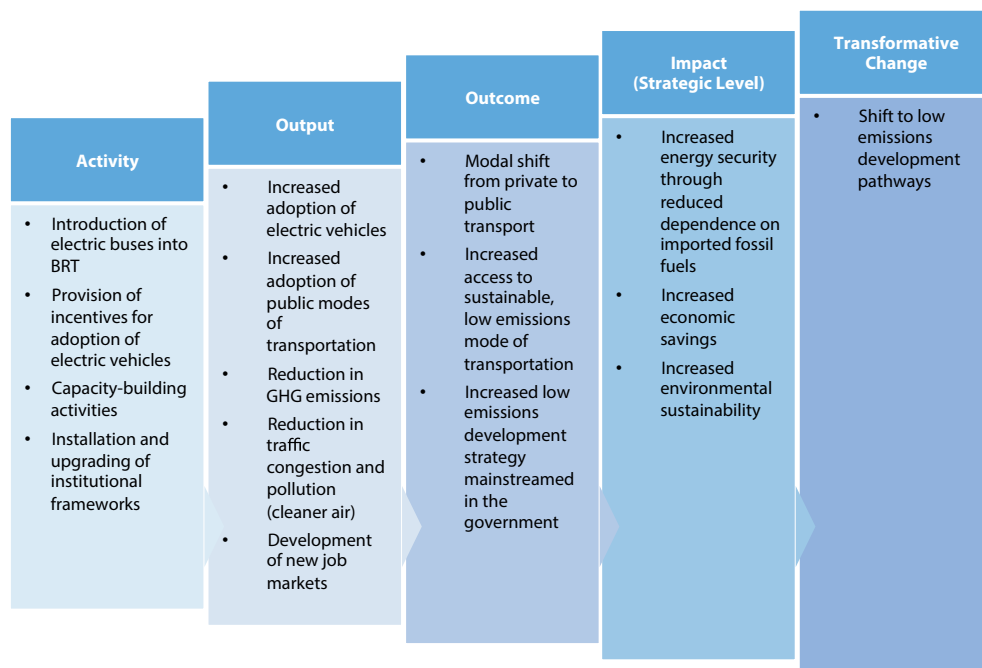 Activity
• Introduction of
electric buses into
BRT
• Provision of
incentives for
adoption of
electric vehicles
• Capacity-building
activities
• Installation and
upgrading of
institutional
frameworks
Output
• Increased
adoption of
electric vehicles
• Increased
adoption of
public modes
of
transportation
• Reduction in
GHG emissions
• Reduction in
traffic
congestion and
pollution
(cleaner air)
• Development
of new job
markets
Outcome
• Modal shift
from private to
public
transport
• Increased
access to
sustainable,
low emissions
mode of
transportation
• Increased low
emissions
development
strategy
mainstreamed
in the
government
Impact
(Strategic Level)
• Increased
energy security
through
reduced
dependence on
imported fossil
fuels
• Increased
economic
savings
• Increased
environmental
sustainability
Transformative
Change
• Shift to low
emissions
development
pathways